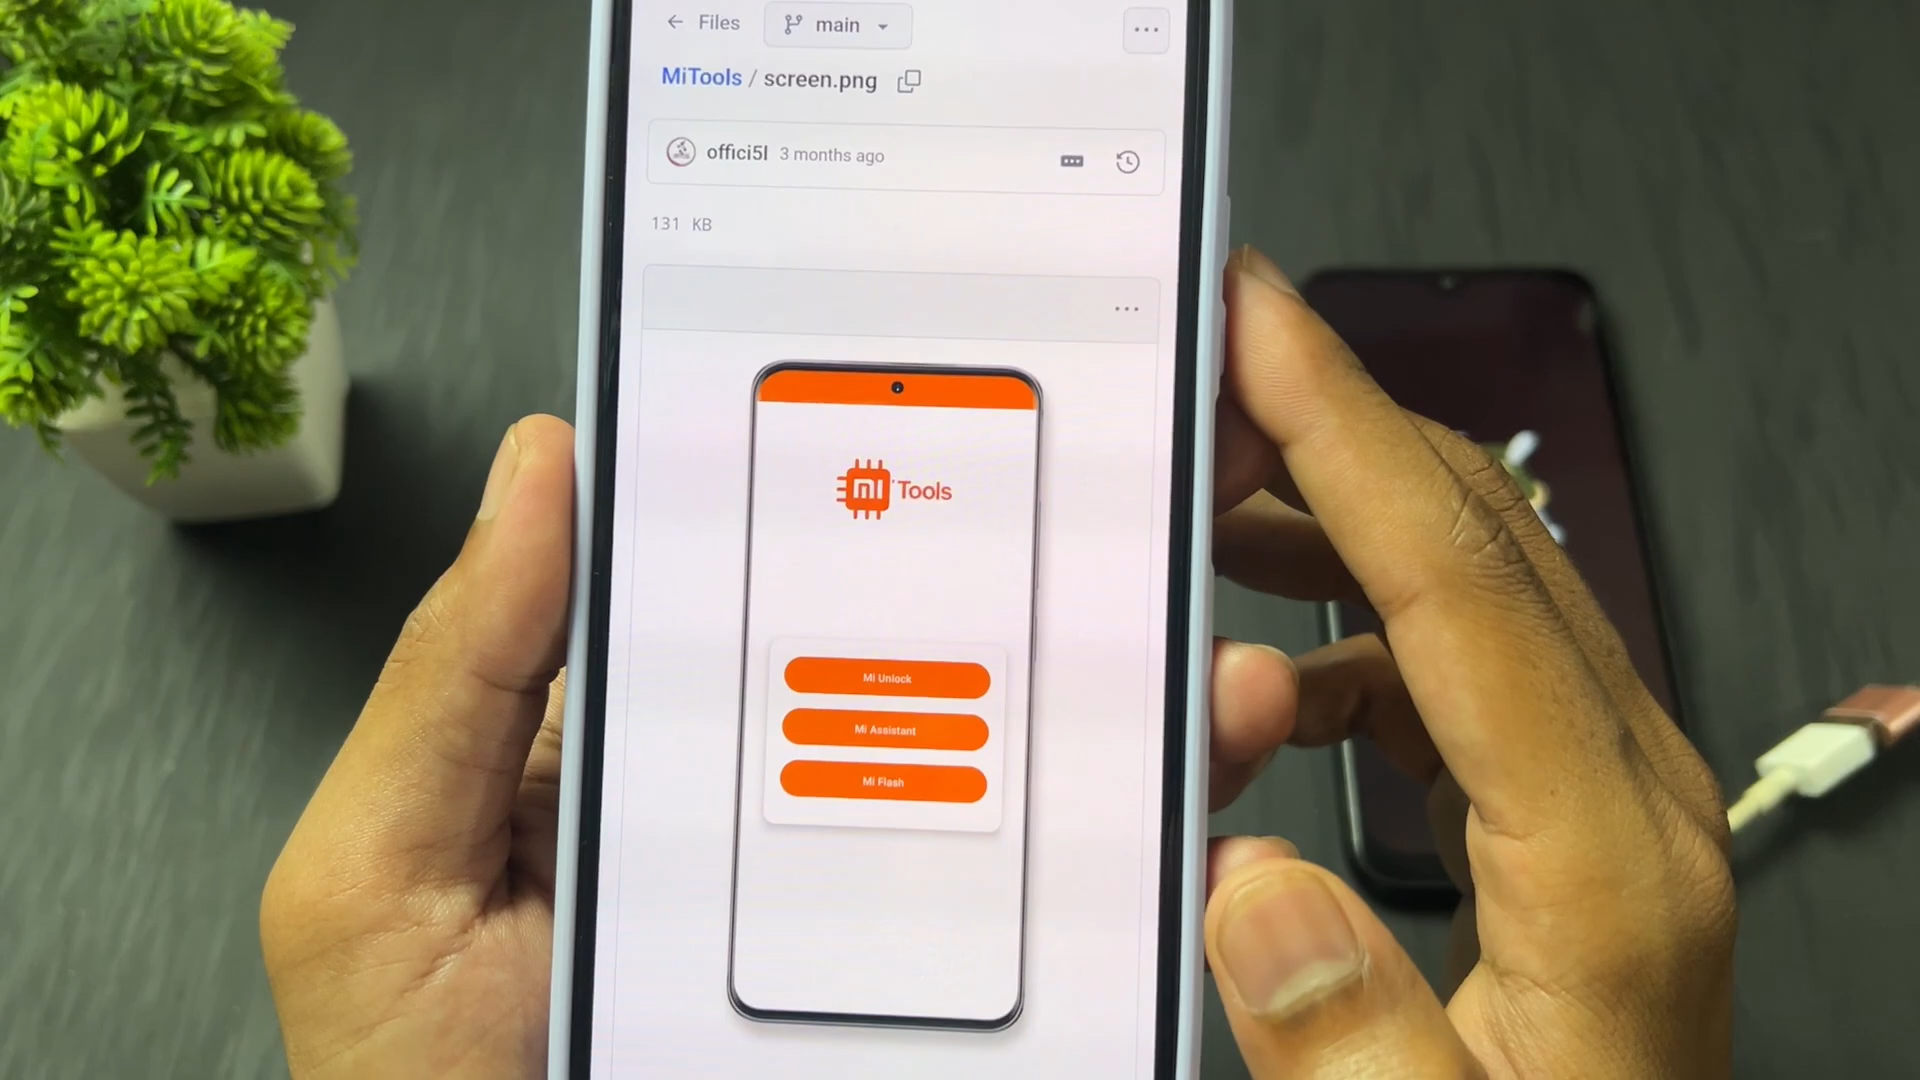 Files
main
MiTools / screen.png
offici5l 3 months ago
131 KB
mi Tools
Mi Unlock
Mi Assistant
Mi Flash